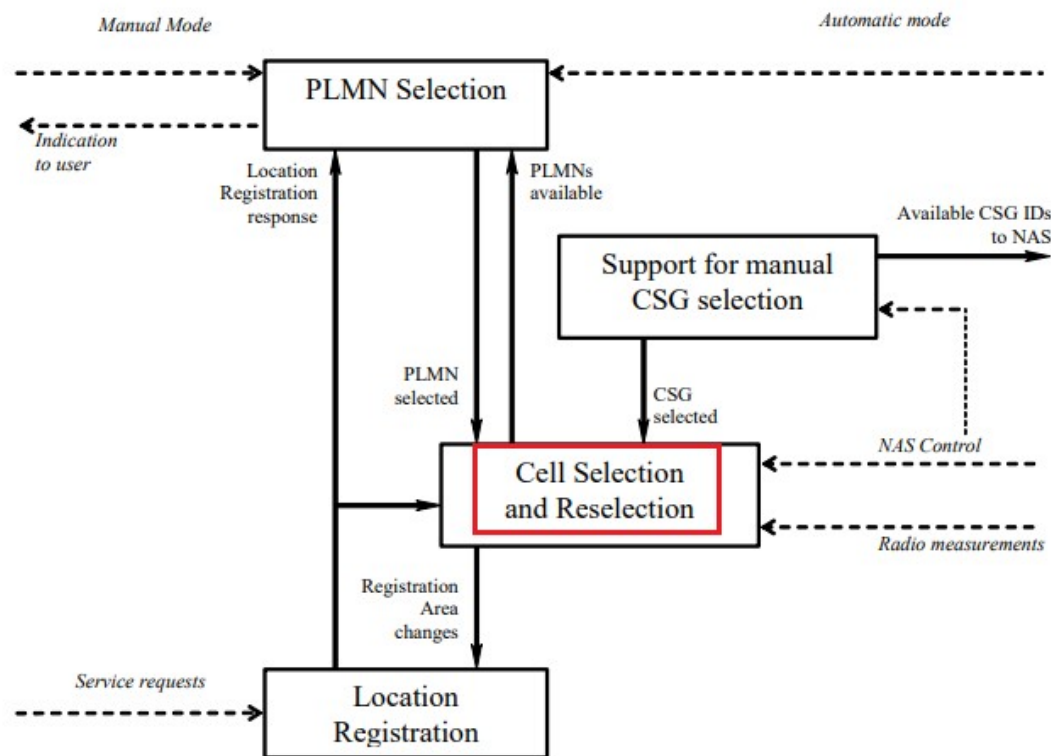 Manual Mode
Automatic mode
PLMN Selection
Indication
to user
Location
Registration
response
PLMNs
available
Available CSG IDs
to NAS
Support for manual
CSG selection
PLMN
selected
CSG
selected
NAS Control
Cell Selection
and Reselection
Radio measurements
Registration
Area
changes
Service requests
Location
Registration